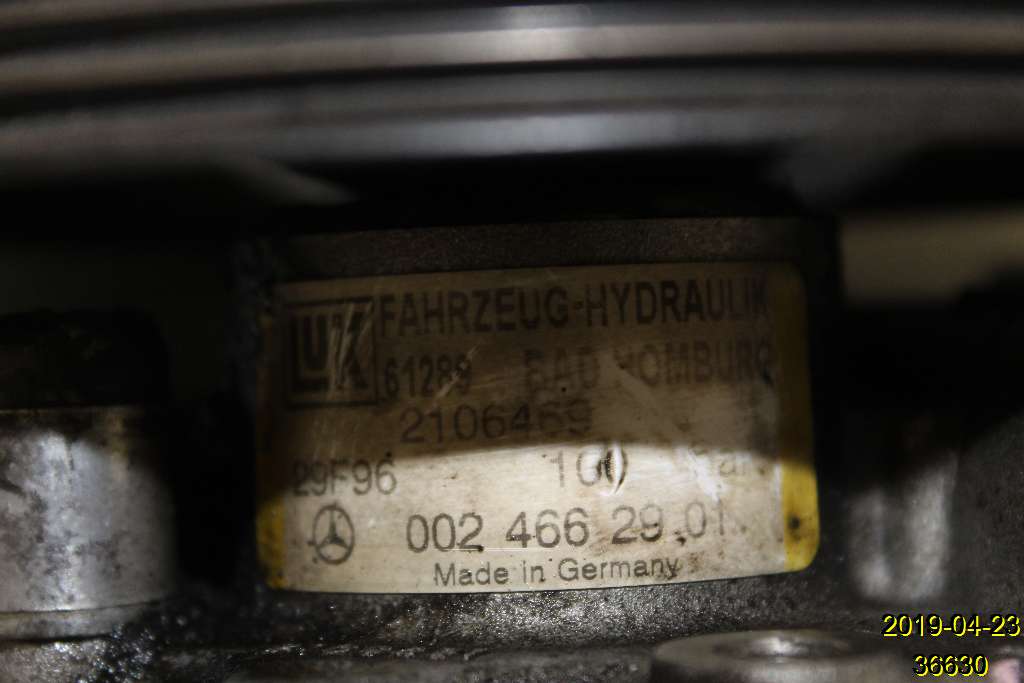 LUK FAHRZEUG-HYDRAULIK
61289 BAD HOMBURG
2106469
29F96 100 bar
002 466 29 01
Made in Germany
2019-04-23
36630